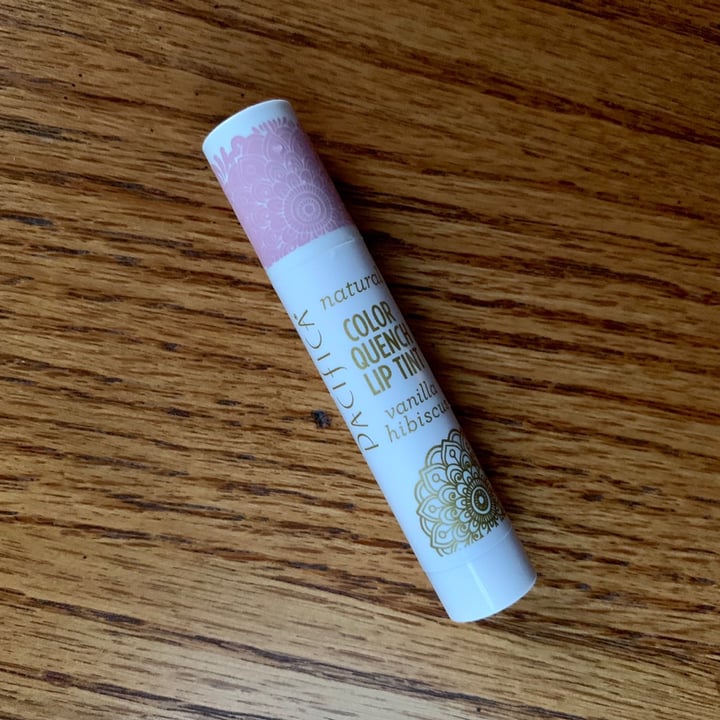 PACIFICA
natural
COLOR
QUENCH
LIP TINT
vanilla
hibiscus